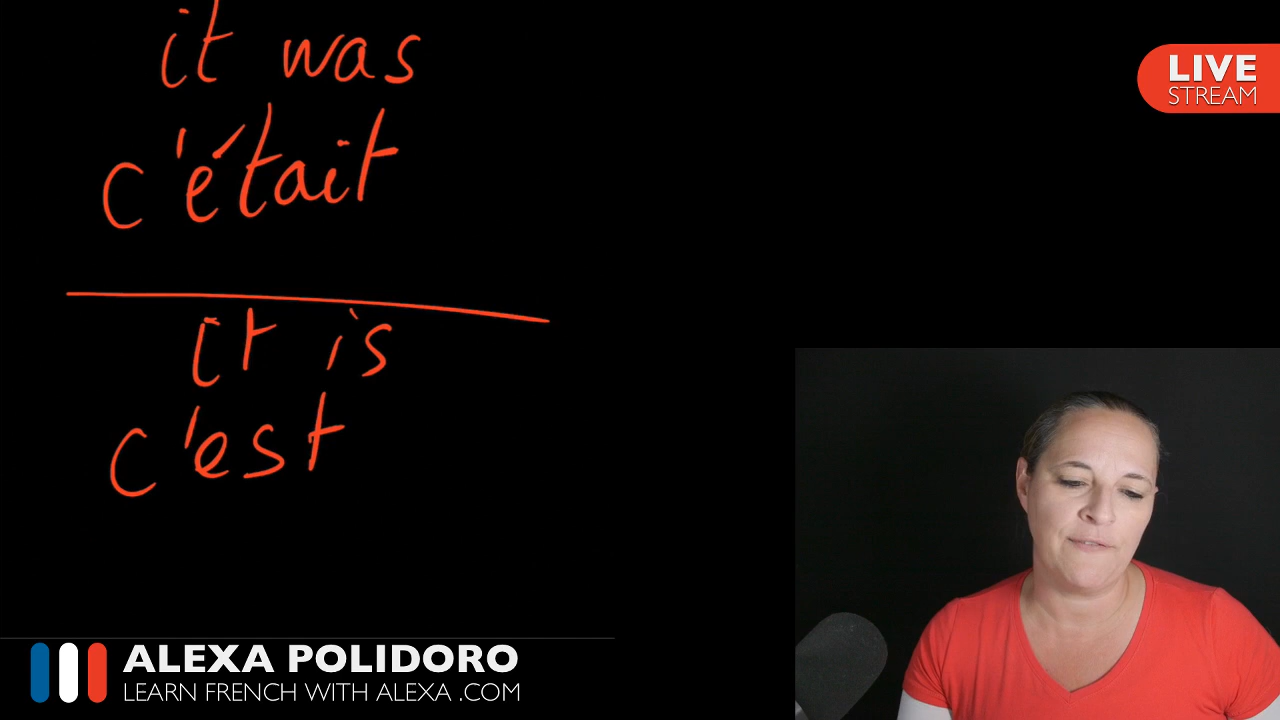 it was
c'était
it is
c'est
LIVE
STREAM
ALEXA POLIDORO
LEARN FRENCH WITH ALEXA .COM